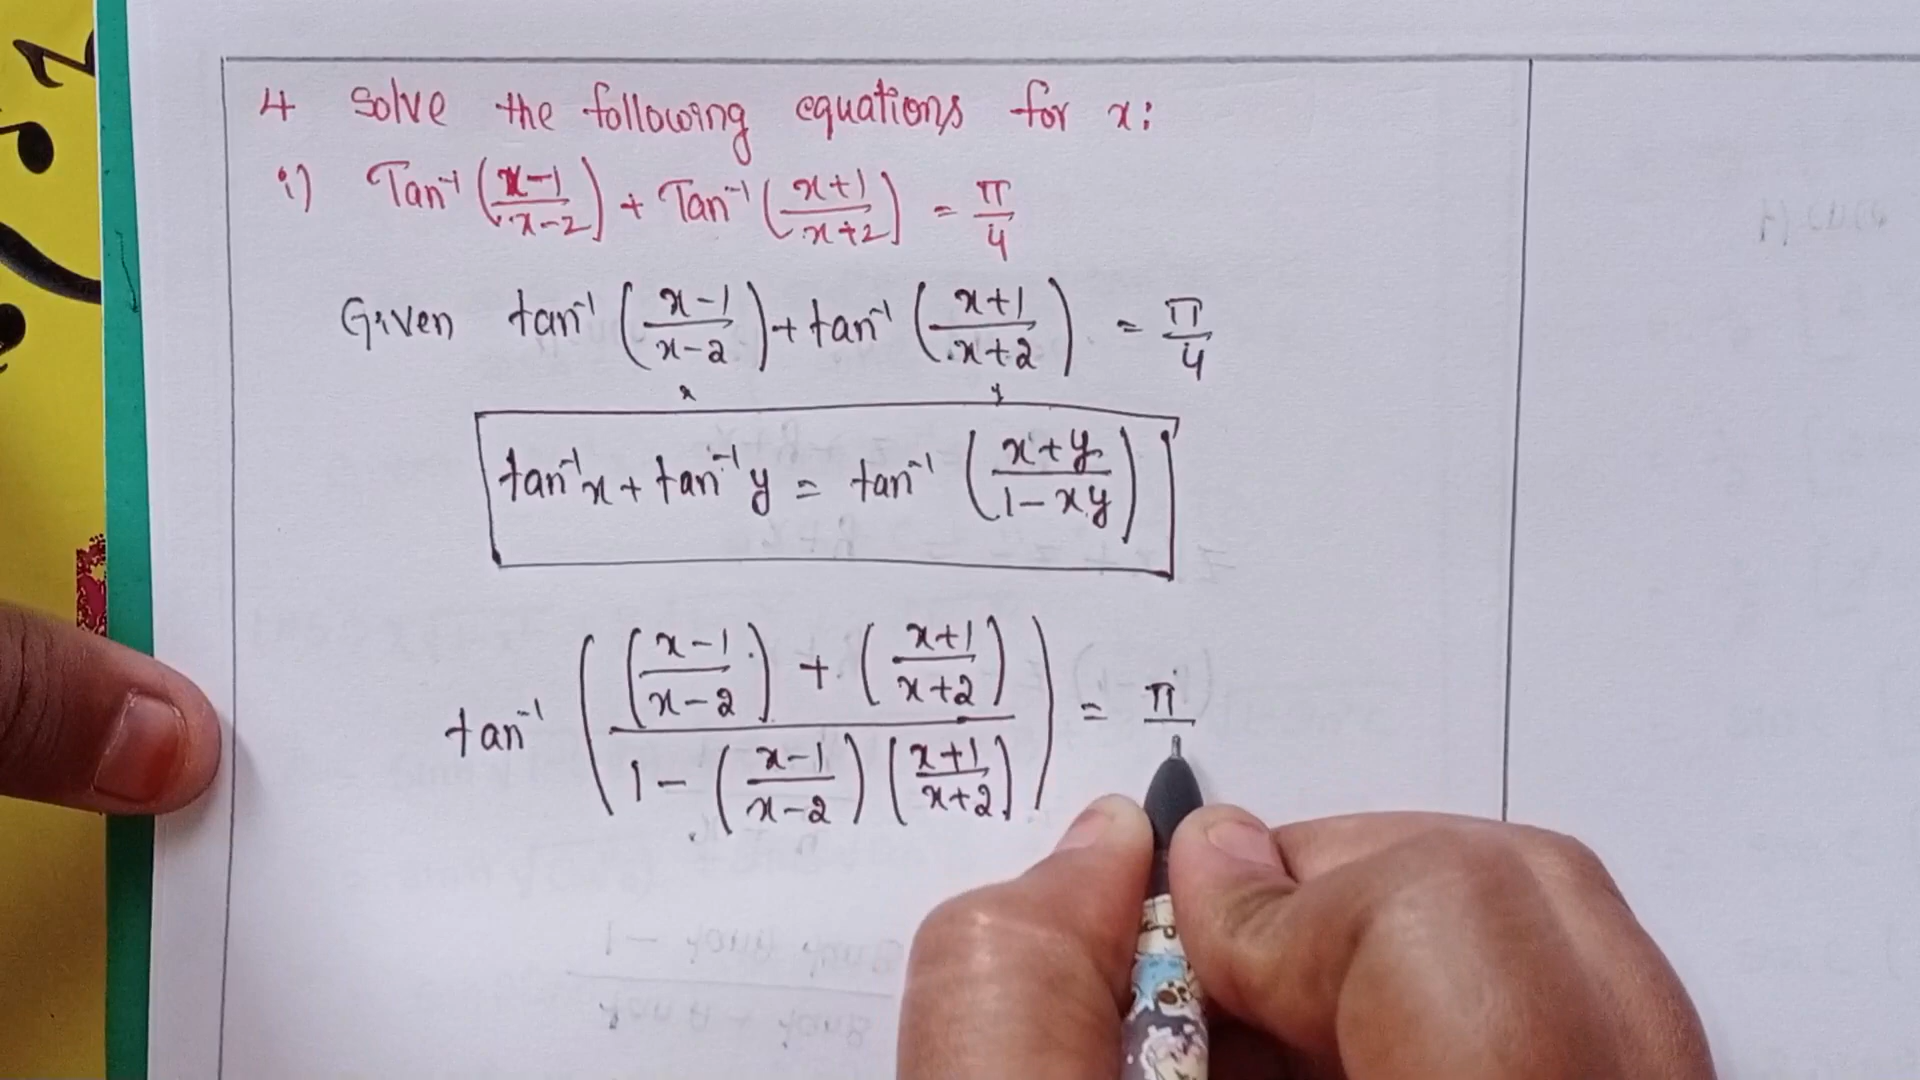 4 Solve the following equations for x:
i) Tan⁻¹ ((x-1)/(x-2)) + Tan⁻¹ ((x+1)/(x+2)) = π/4
Given tan⁻¹ ((x-1)/(x-2)) + tan⁻¹ ((x+1)/(x+2)) = π/4
x y
tan⁻¹x + tan⁻¹y = tan⁻¹ ((x+y)/(1-xy))
tan⁻¹ ( (((x-1)/(x-2)) + ((x+1)/(x+2))) / (1 - ((x-1)/(x-2)) ((x+1)/(x+2))) ) = π/